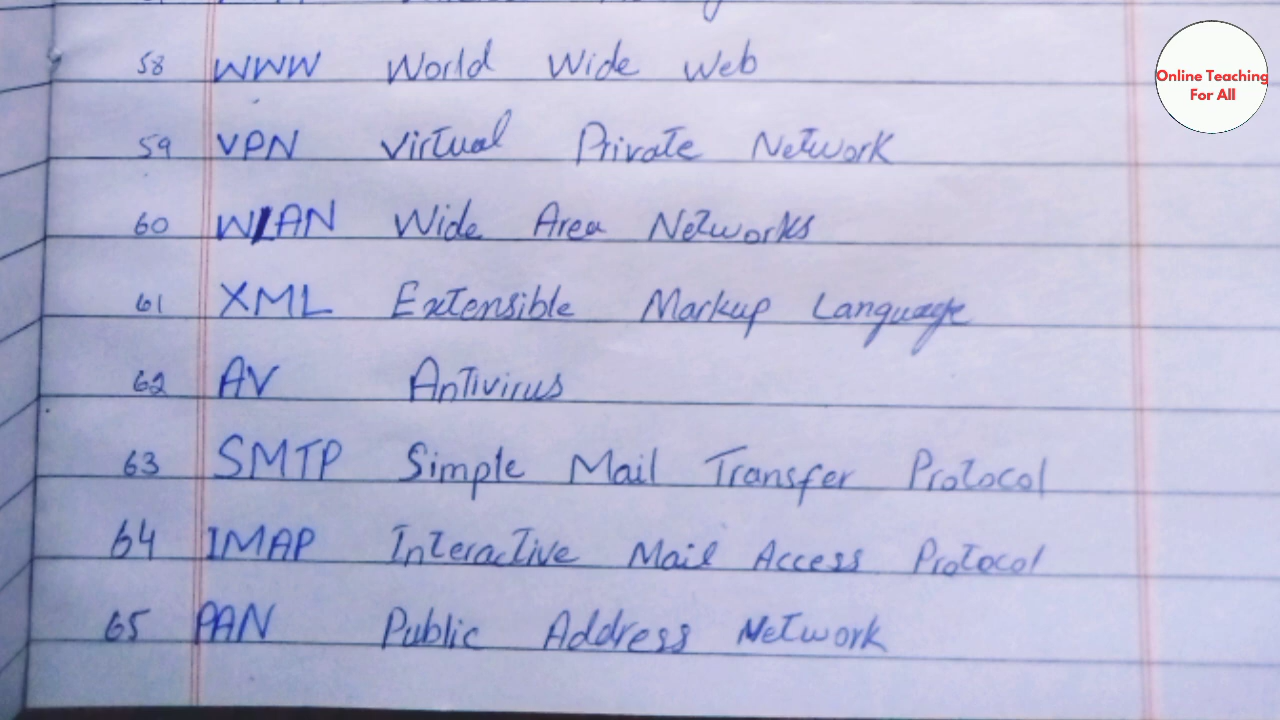 58 WWW World Wide Web
59 VPN Virtual Private Network
60 WLAN Wide Area Networks
61 XML Extensible Markup Language
62 AV Antivirus
63 SMTP Simple Mail Transfer Protocol
64 IMAP Interactive Mail Access Protocol
65 PAN Public Address Network
Online Teaching
For All